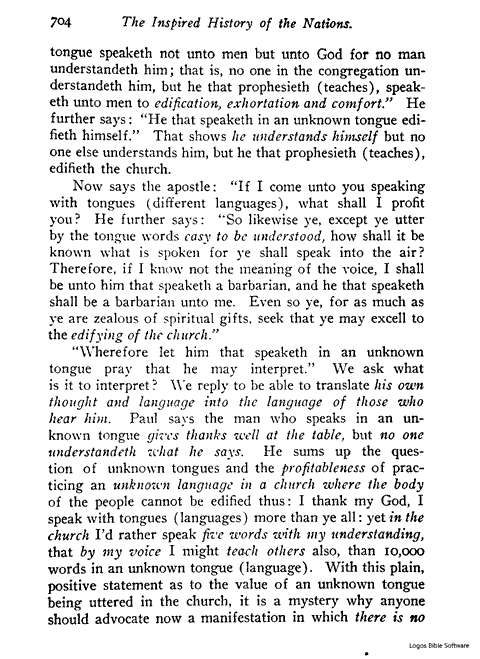 704 The Inspired History of the Nations.
tongue speaketh not unto men but unto God for no man
understandeth him; that is, no one in the congregation un-
derstandeth him, but he that prophesieth (teaches), speak-
eth unto men to edification, exhortation and comfort." He
further says: "He that speaketh in an unknown tongue edi-
fieth himself." That shows he understands himself but no
one else understands him, but he that prophesieth (teaches),
edifieth the church.
Now says the apostle: "If I come unto you speaking
with tongues (different languages), what shall I profit
you? He further says: "So likewise ye, except ye utter
by the tongue words easy to be understood, how shall it be
known what is spoken for ye shall speak into the air?
Therefore, if I know not the meaning of the voice, I shall
be unto him that speaketh a barbarian, and he that speaketh
shall be a barbarian unto me. Even so ye, for as much as
ye are zealous of spiritual gifts, seek that ye may excell to
the edifying of the church."
"Wherefore let him that speaketh in an unknown
tongue pray that he may interpret." We ask what
is it to interpret? We reply to be able to translate his own
thought and language into the language of those who
hear him. Paul says the man who speaks in an un-
known tongue gives thanks well at the table, but no one
understandeth what he says. He sums up the ques-
tion of unknown tongues and the profitableness of prac-
ticing an unknown language in a church where the body
of the people cannot be edified thus: I thank my God, I
speak with tongues (languages) more than ye all: yet in the
church I'd rather speak five words with my understanding,
that by my voice I might teach others also, than 10,000
words in an unknown tongue (language). With this plain,
positive statement as to the value of an unknown tongue
being uttered in the church, it is a mystery why anyone
should advocate now a manifestation in which there is no
Logos Bible Software